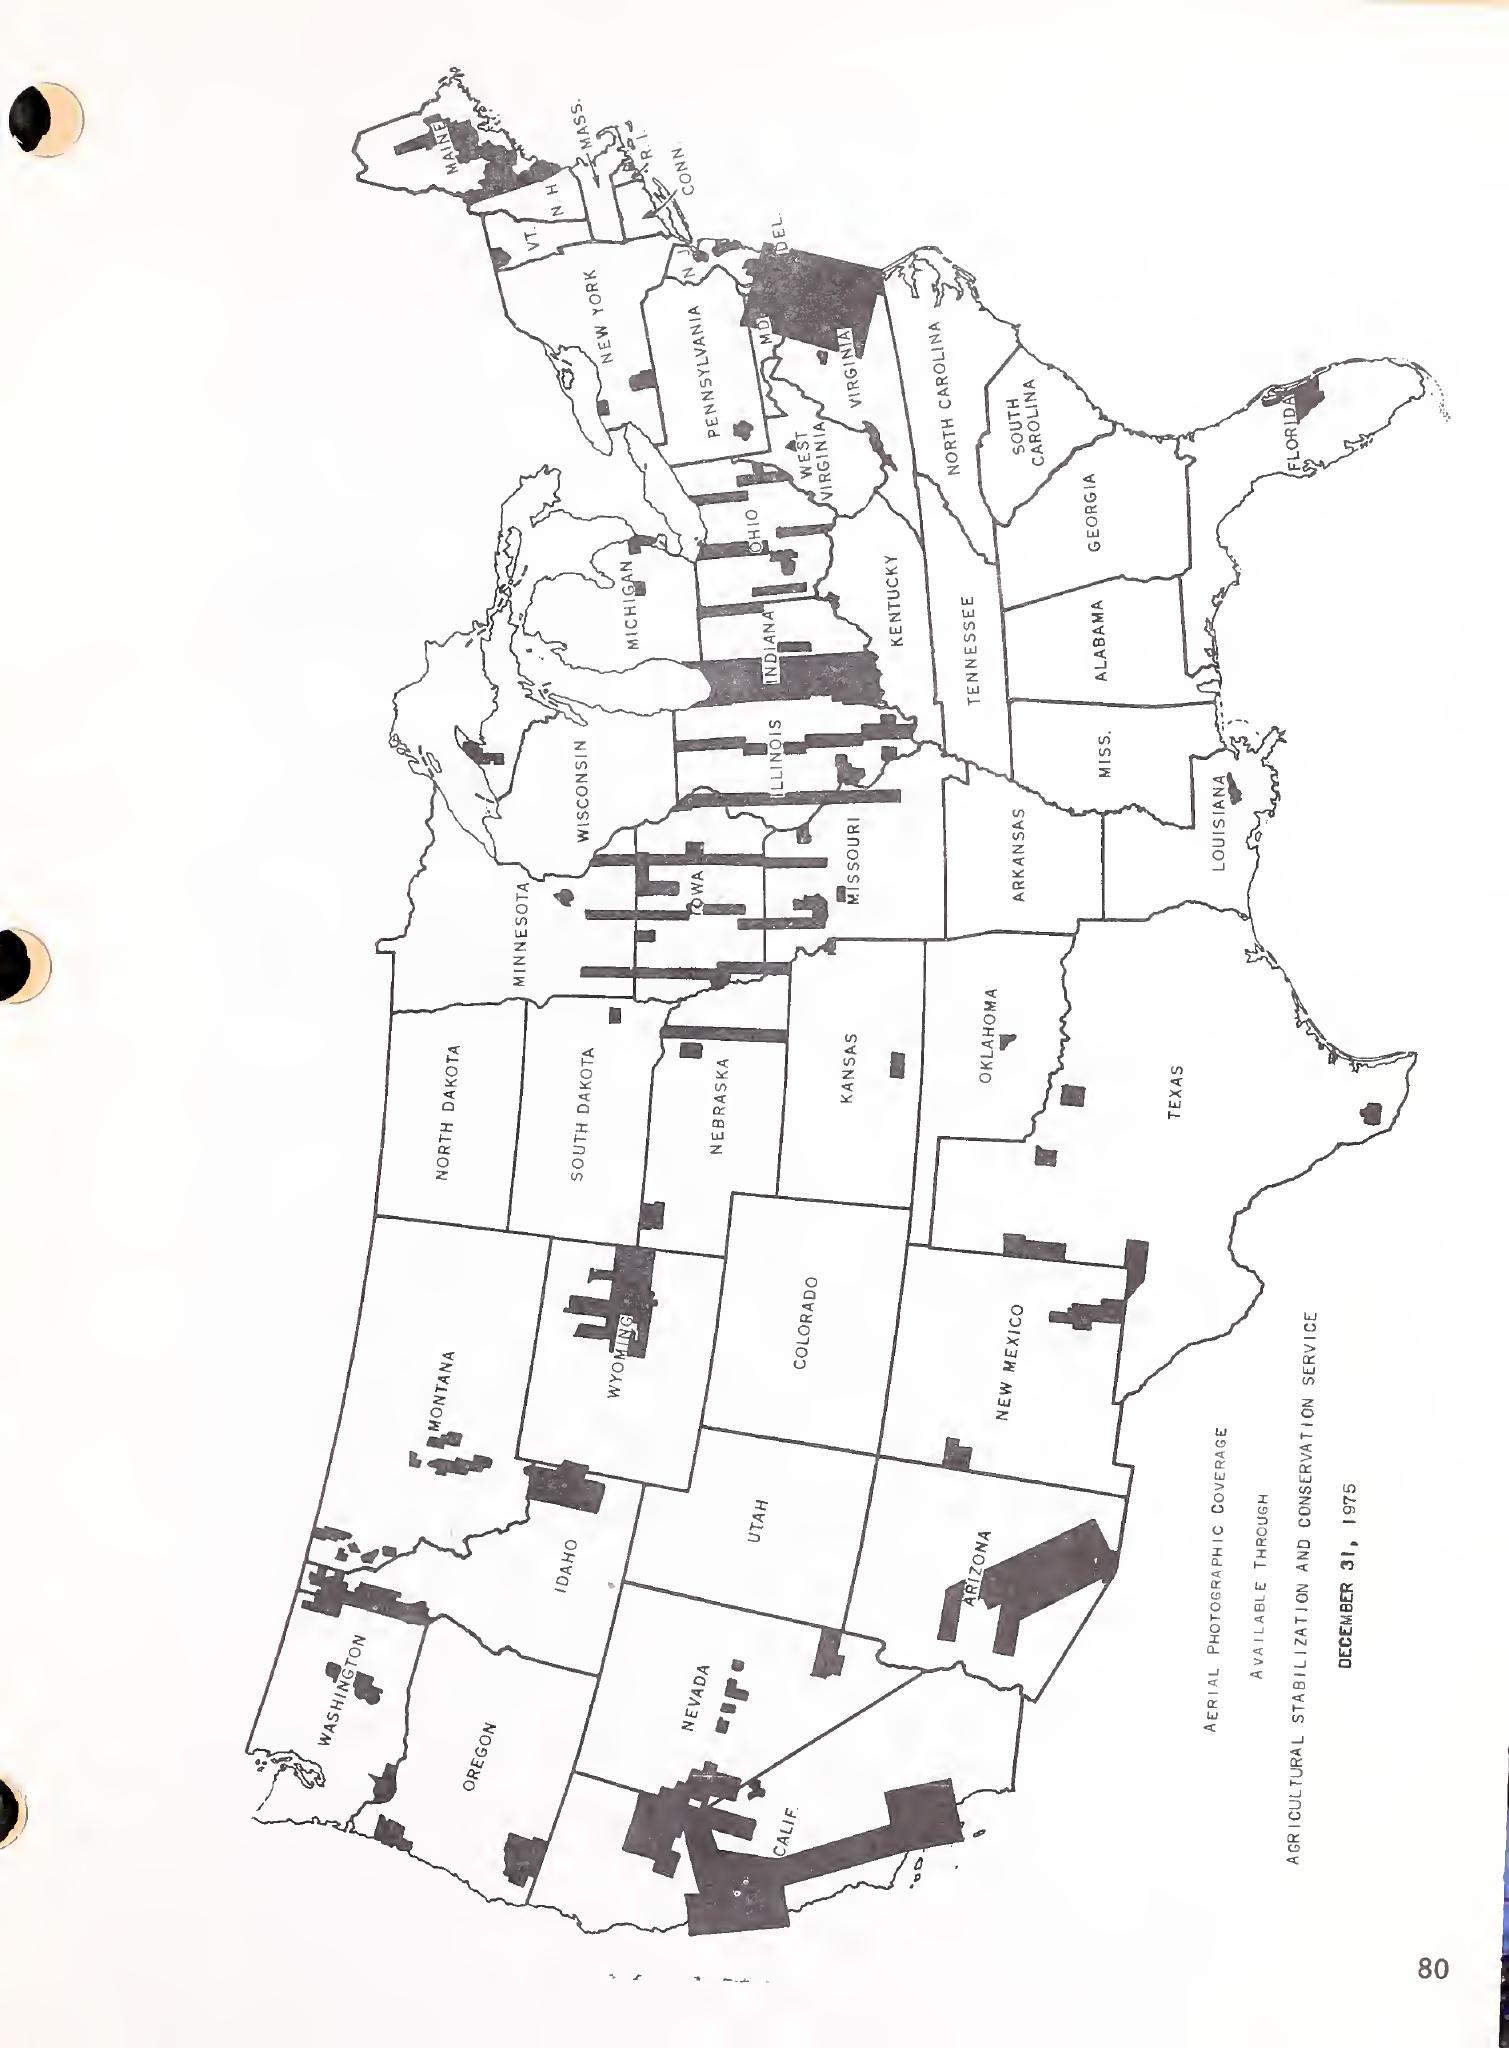 WASHINGTON
OREGON
CALIF.
NEVADA
IDAHO
MONTANA
WYOMING
UTAH
ARIZONA
COLORADO
NEW MEXICO
NORTH DAKOTA
SOUTH DAKOTA
NEBRASKA
KANSAS
OKLAHOMA
TEXAS
MINNESOTA
IOWA
MISSOURI
ARKANSAS
LOUISIANA
WISCONSIN
ILLINOIS
MICHIGAN
INDIANA
OHIO
KENTUCKY
TENNESSEE
MISS.
ALABAMA
GEORGIA
FLORIDA
SOUTH
CAROLINA
NORTH CAROLINA
VIRGINIA
WEST
VIRGINIA
MD.
DEL.
PENNSYLVANIA
N J
NEW YORK
CONN.
R. I.
MASS.
VT.
N. H
MAINE
AERIAL PHOTOGRAPHIC COVERAGE
AVAILABLE THROUGH
AGRICULTURAL STABILIZATION AND CONSERVATION SERVICE
DECEMBER 31, 1975
80